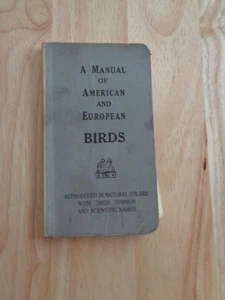 A MANUAL
OF
AMERICAN
AND
EUROPEAN
BIRDS
REPRODUCED IN NATURAL COLORS
WITH THEIR COMMON
AND SCIENTIFIC NAMES